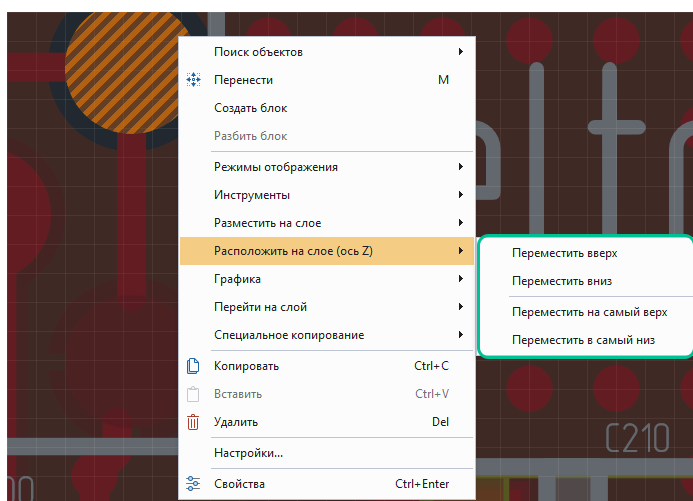 Поиск объектов
Перенести M
Создать блок
Разбить блок
Режимы отображения
Инструменты
Разместить на слое
Расположить на слое (ось Z)
Переместить вверх
Переместить вниз
Переместить на самый верх
Переместить в самый низ
Графика
Перейти на слой
Специальное копирование
Копировать Ctrl+C
Вставить Ctrl+V
Удалить Del
Настройки...
Свойства Ctrl+Enter
C210